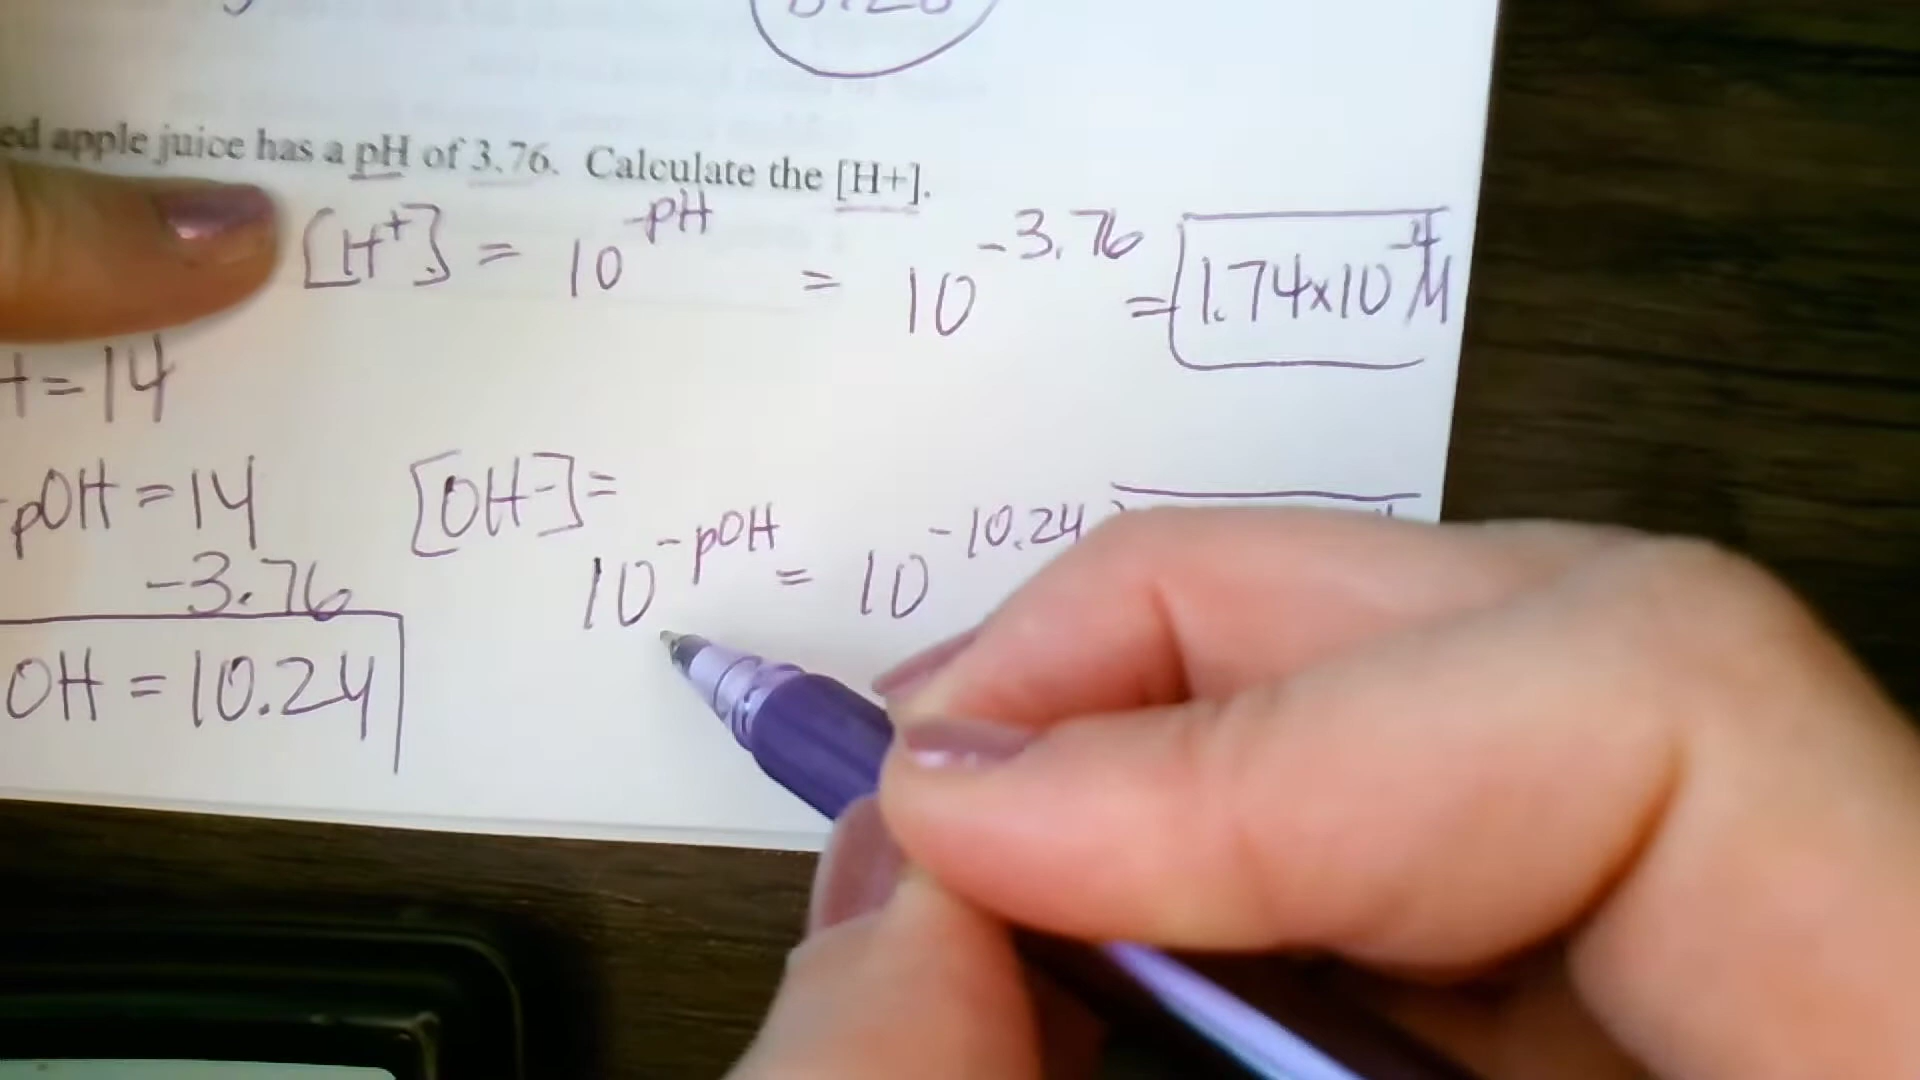 apple juice has a pH of 3.76. Calculate the [H+].
[H⁺] = 10^-pH = 10^-3.76 = 1.74x10^-4 M
=14
pOH = 14
-3.76
OH = 10.24
[OH-] =
10^-pOH = 10^-10.24